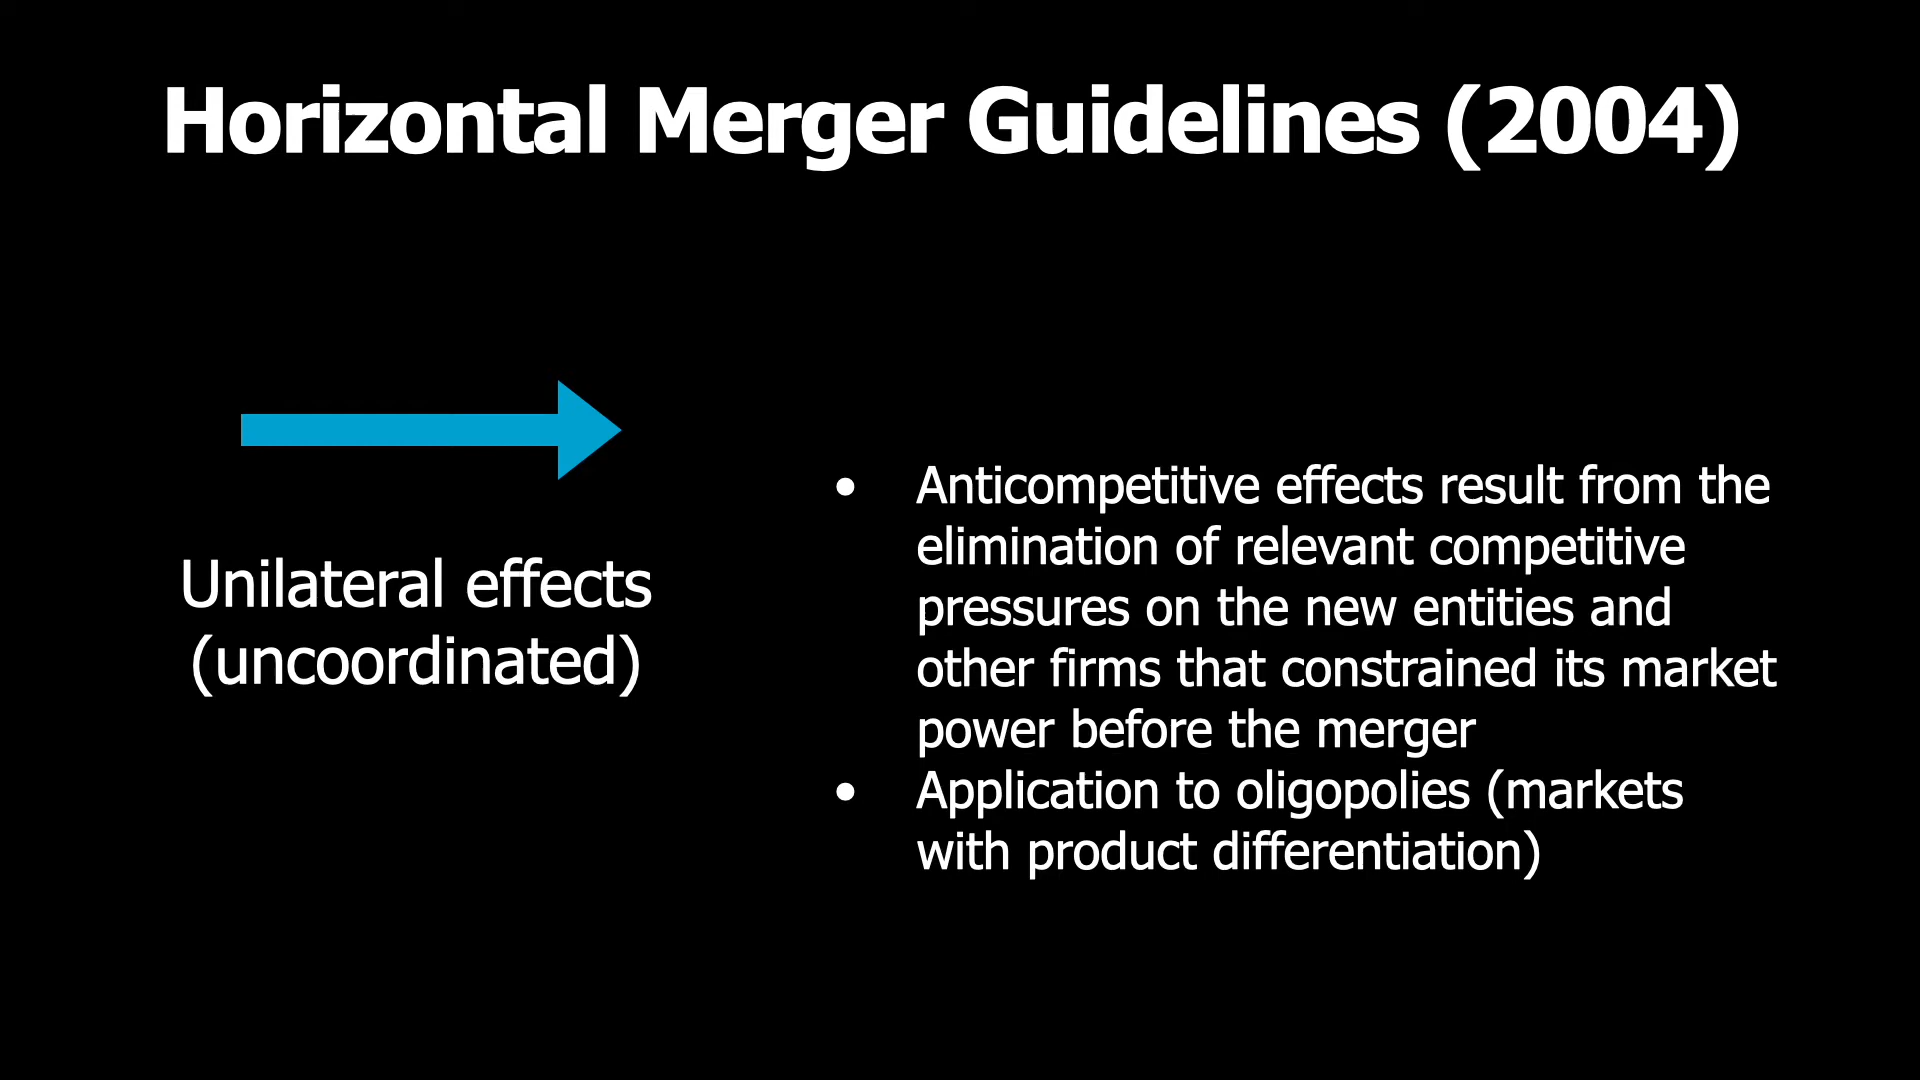 Horizontal Merger Guidelines (2004)
Unilateral effects
(uncoordinated)
• Anticompetitive effects result from the
elimination of relevant competitive
pressures on the new entities and
other firms that constrained its market
power before the merger
• Application to oligopolies (markets
with product differentiation)